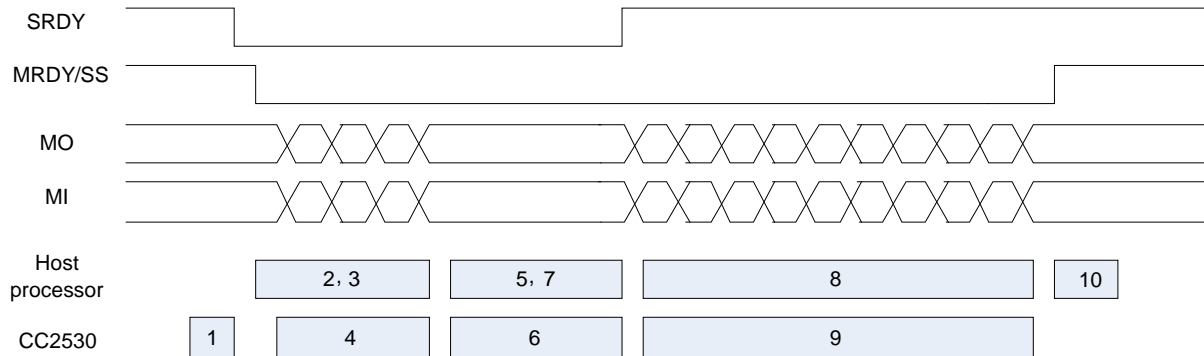 SRDY
MRDY/SS
MO
MI
Host
processor
2, 3
5, 7
8
10
CC2530
1
4
6
9